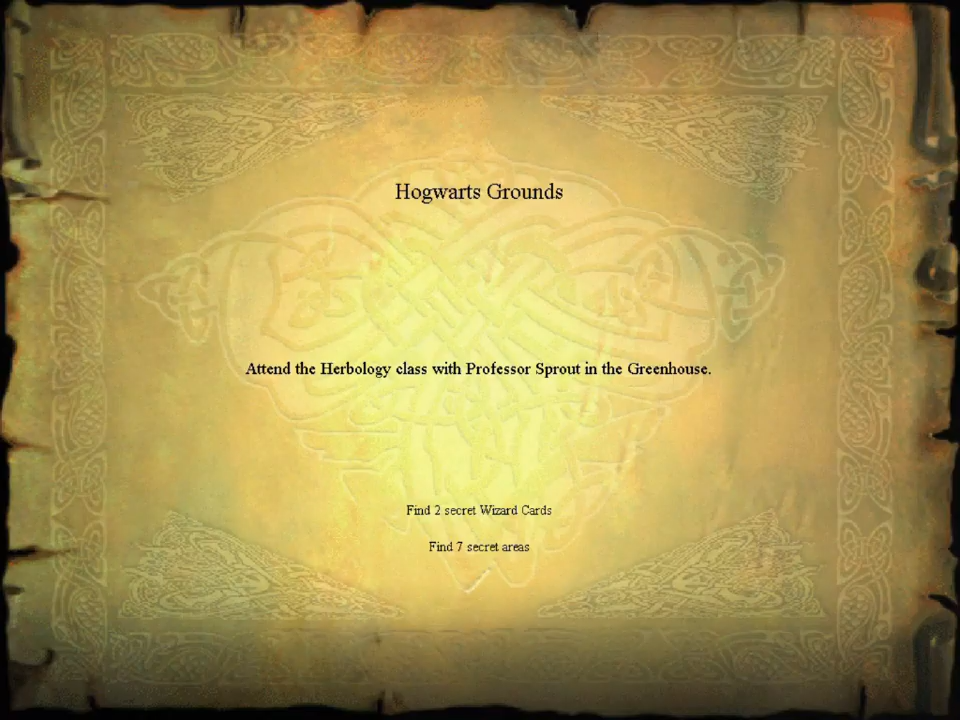 Hogwarts Grounds
Attend the Herbology class with Professor Sprout in the Greenhouse.
Find 2 secret Wizard Cards
Find 7 secret areas